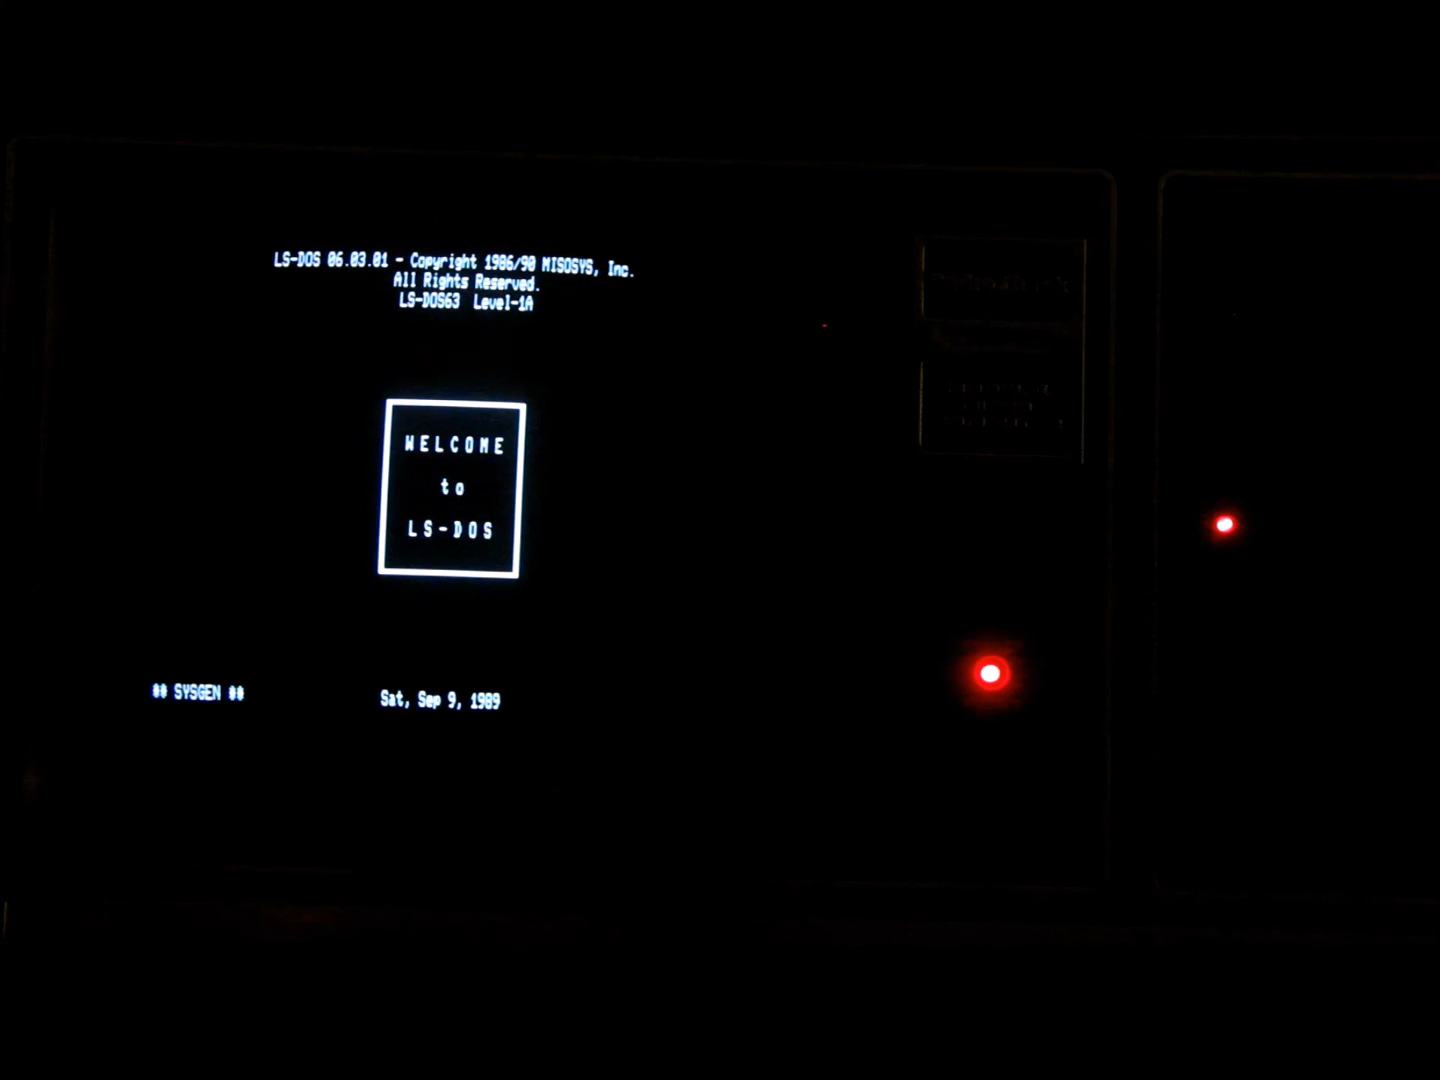 LS-DOS 06.03.01 - Copyright 1986/90 MISOSYS, Inc.
All Rights Reserved.
LS-DOS63 Level-1A
WELCOME
to
LS-DOS
** SYSGEN **
Sat, Sep 9, 1989